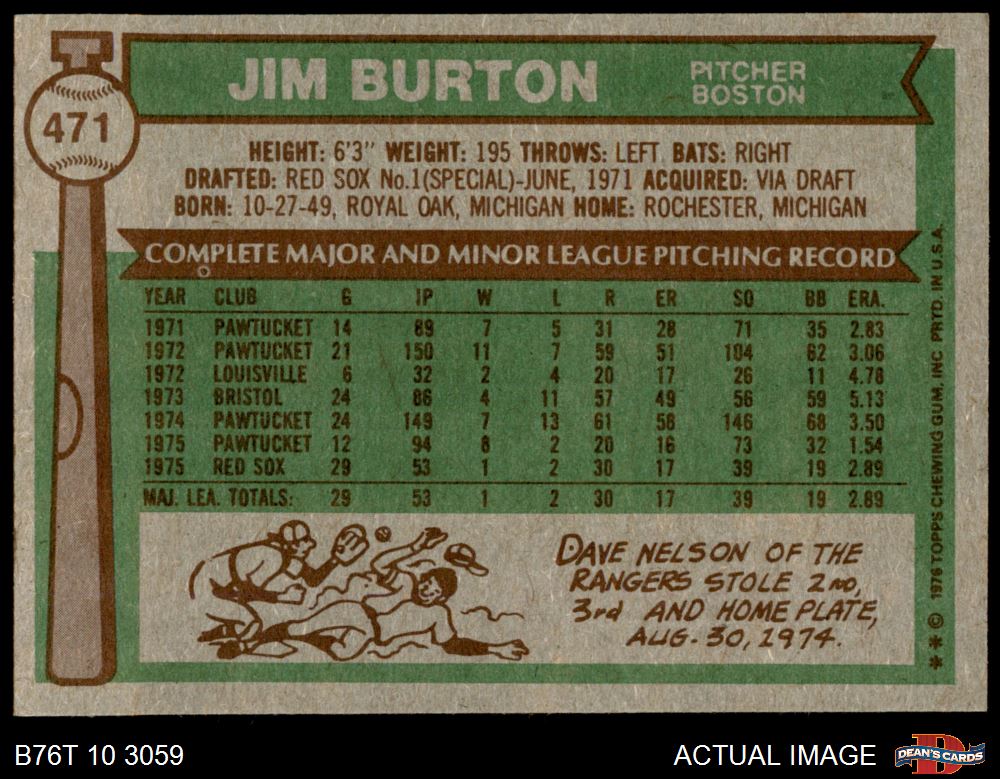 471
JIM BURTON PITCHER
BOSTON
HEIGHT: 6'3" WEIGHT: 195 THROWS: LEFT BATS: RIGHT
DRAFTED: RED SOX No.1(SPECIAL)-JUNE, 1971 ACQUIRED: VIA DRAFT
BORN: 10-27-49, ROYAL OAK, MICHIGAN HOME: ROCHESTER, MICHIGAN
COMPLETE MAJOR AND MINOR LEAGUE PITCHING RECORD
YEAR CLUB G IP W L R ER SO BB ERA.
1971 PAWTUCKET 14 89 7 5 31 28 71 35 2.83
1972 PAWTUCKET 21 150 11 7 59 51 104 62 3.06
1972 LOUISVILLE 6 32 2 4 20 17 26 11 4.78
1973 BRISTOL 24 86 4 11 57 49 56 59 5.13
1974 PAWTUCKET 24 149 7 13 61 58 146 68 3.50
1975 PAWTUCKET 12 94 8 2 20 16 73 32 1.54
1975 RED SOX 29 53 1 2 30 17 39 19 2.89
MAJ. LEA. TOTALS: 29 53 1 2 30 17 39 19 2.89
DAVE NELSON OF THE
RANGERS STOLE 2ND,
3rd AND HOME PLATE,
AUG. 30, 1974.
**© 1976 TOPPS CHEWING GUM, INC PRTD. IN U.S.A.
B76T 10 3059 ACTUAL IMAGE DEAN'S CARDS